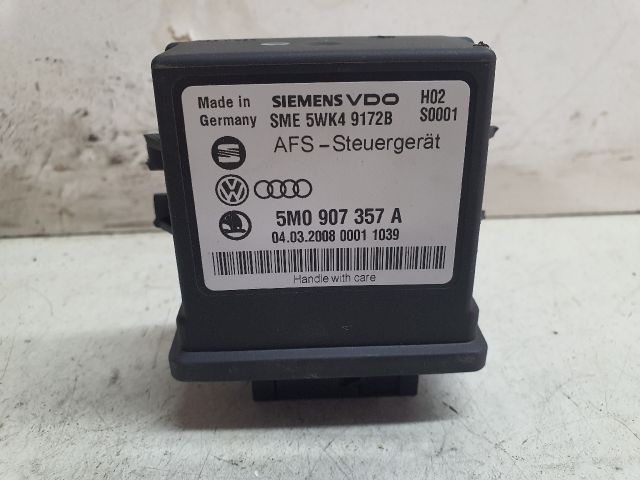 Made in SIEMENS VDO H02
Germany SME 5WK4 9172B S0001
AFS-Steuergerät
5M0 907 357 A
04.03.2008 0001 1039
Handle with care